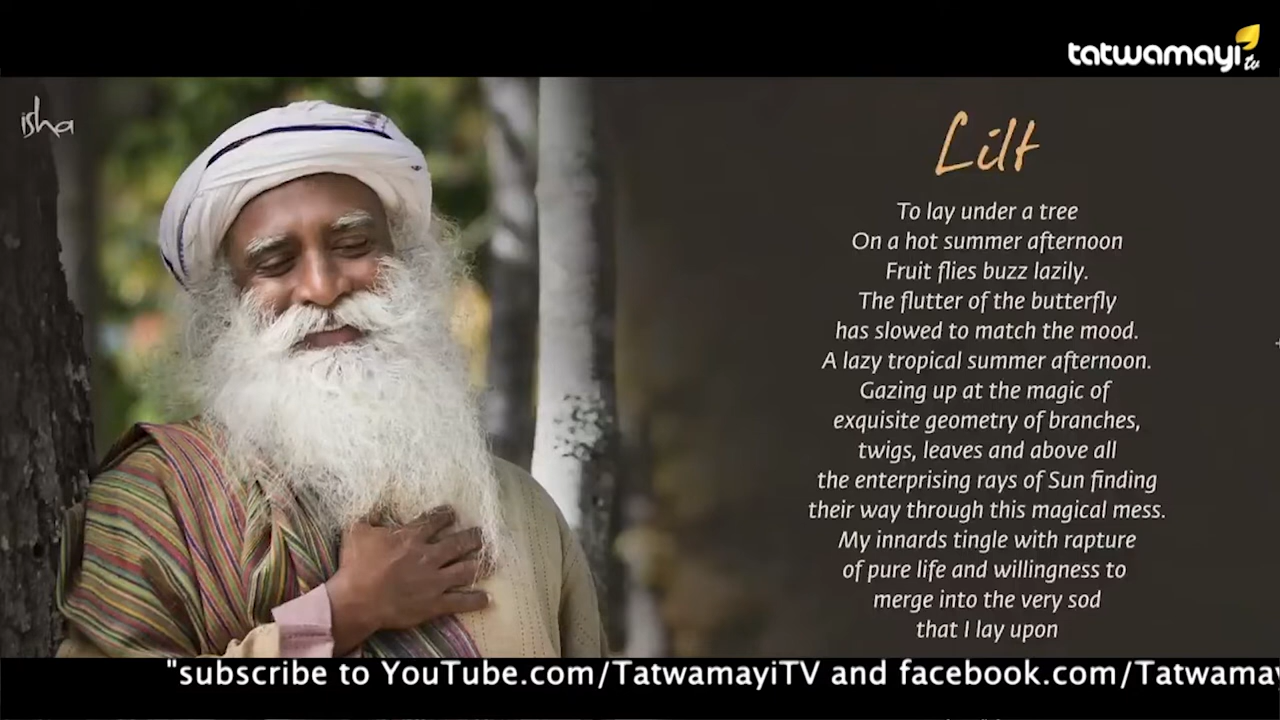 tatwamayi
tv
isha
Lilt
To lay under a tree
On a hot summer afternoon
Fruit flies buzz lazily.
The flutter of the butterfly
has slowed to match the mood.
A lazy tropical summer afternoon.
Gazing up at the magic of
exquisite geometry of branches,
twigs, leaves and above all
the enterprising rays of Sun finding
their way through this magical mess.
My innards tingle with rapture
of pure life and willingness to
merge into the very sod
that I lay upon
"subscribe to YouTube.com/TatwamayiTV and facebook.com/Tatwamay